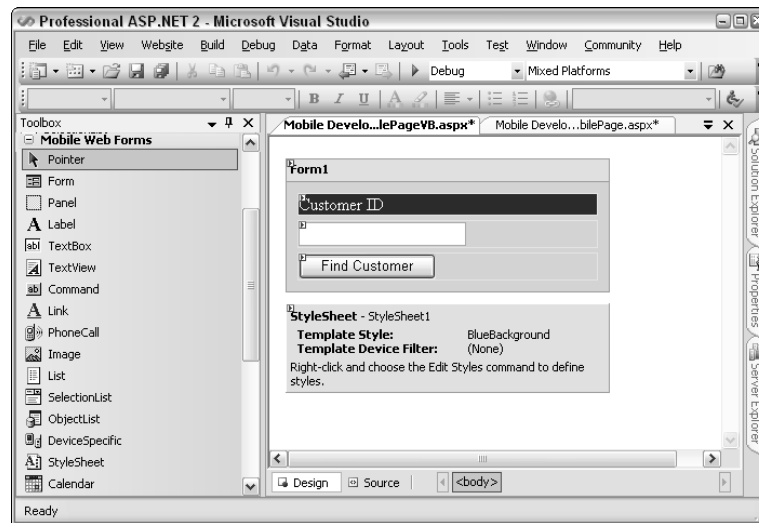 Professional ASP.NET 2 - Microsoft Visual Studio
File Edit View Website Build Debug Data Format Layout Tools Test Window Community Help
Debug Mixed Platforms
B I U A
Toolbox
Mobile Web Forms
Pointer
Form
Panel
A Label
abl TextBox
TextView
ab Command
A Link
PhoneCall
Image
List
SelectionList
ObjectList
DeviceSpecific
StyleSheet
Calendar
Mobile Develo...lePageVB.aspx* Mobile Develo...bilePage.aspx*
Form1
Customer ID
Find Customer
StyleSheet - StyleSheet1
Template Style: BlueBackground
Template Device Filter: (None)
Right-click and choose the Edit Styles command to define
styles.
Design Source <body>
Solution Explorer
Properties
Server Explorer
Ready